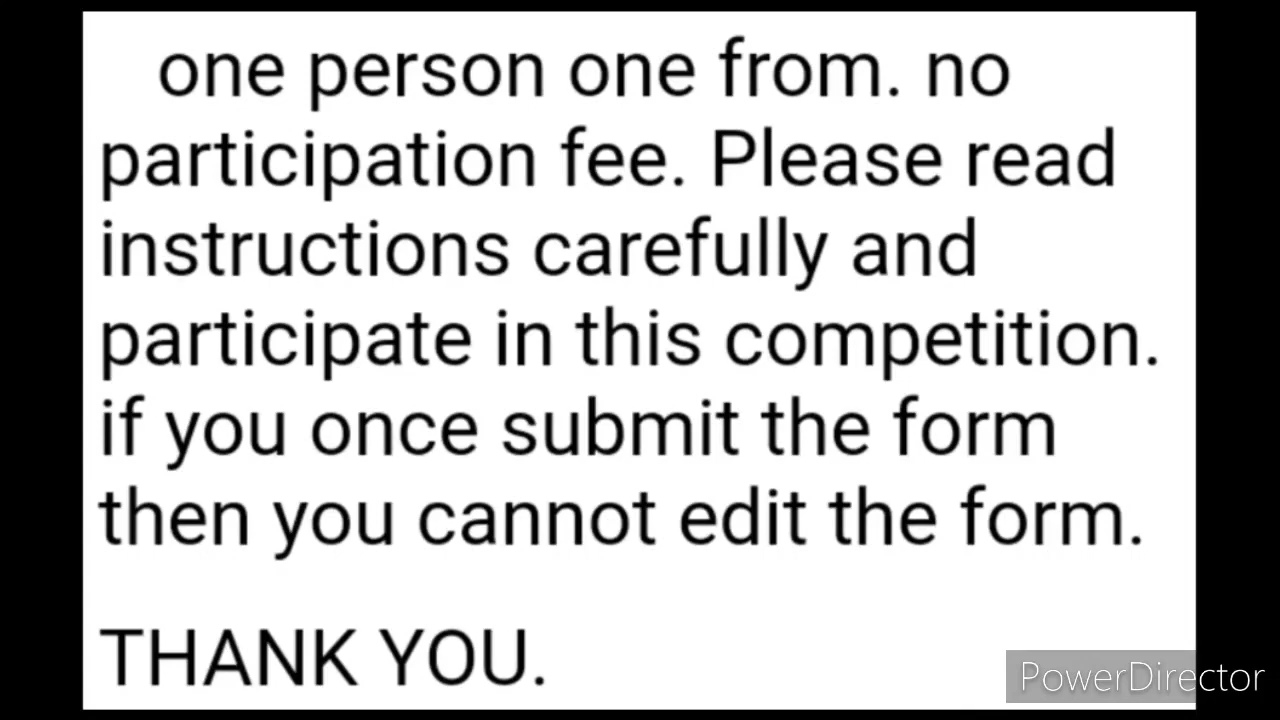 one person one from. no
participation fee. Please read
instructions carefully and
participate in this competition.
if you once submit the form
then you cannot edit the form.
THANK YOU.
PowerDirector